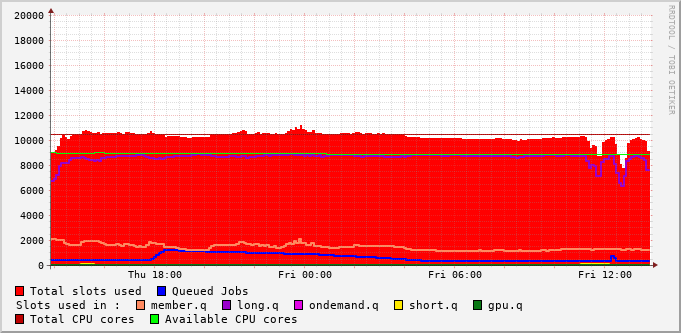 RRDTOOL / TOBI OETIKER
20000
18000
16000
14000
12000
10000
8000
6000
4000
2000
0
Thu 18:00 Fri 00:00 Fri 06:00 Fri 12:00
Total slots used Queued Jobs
Slots used in : member.q long.q ondemand.q short.q gpu.q
Total CPU cores Available CPU cores